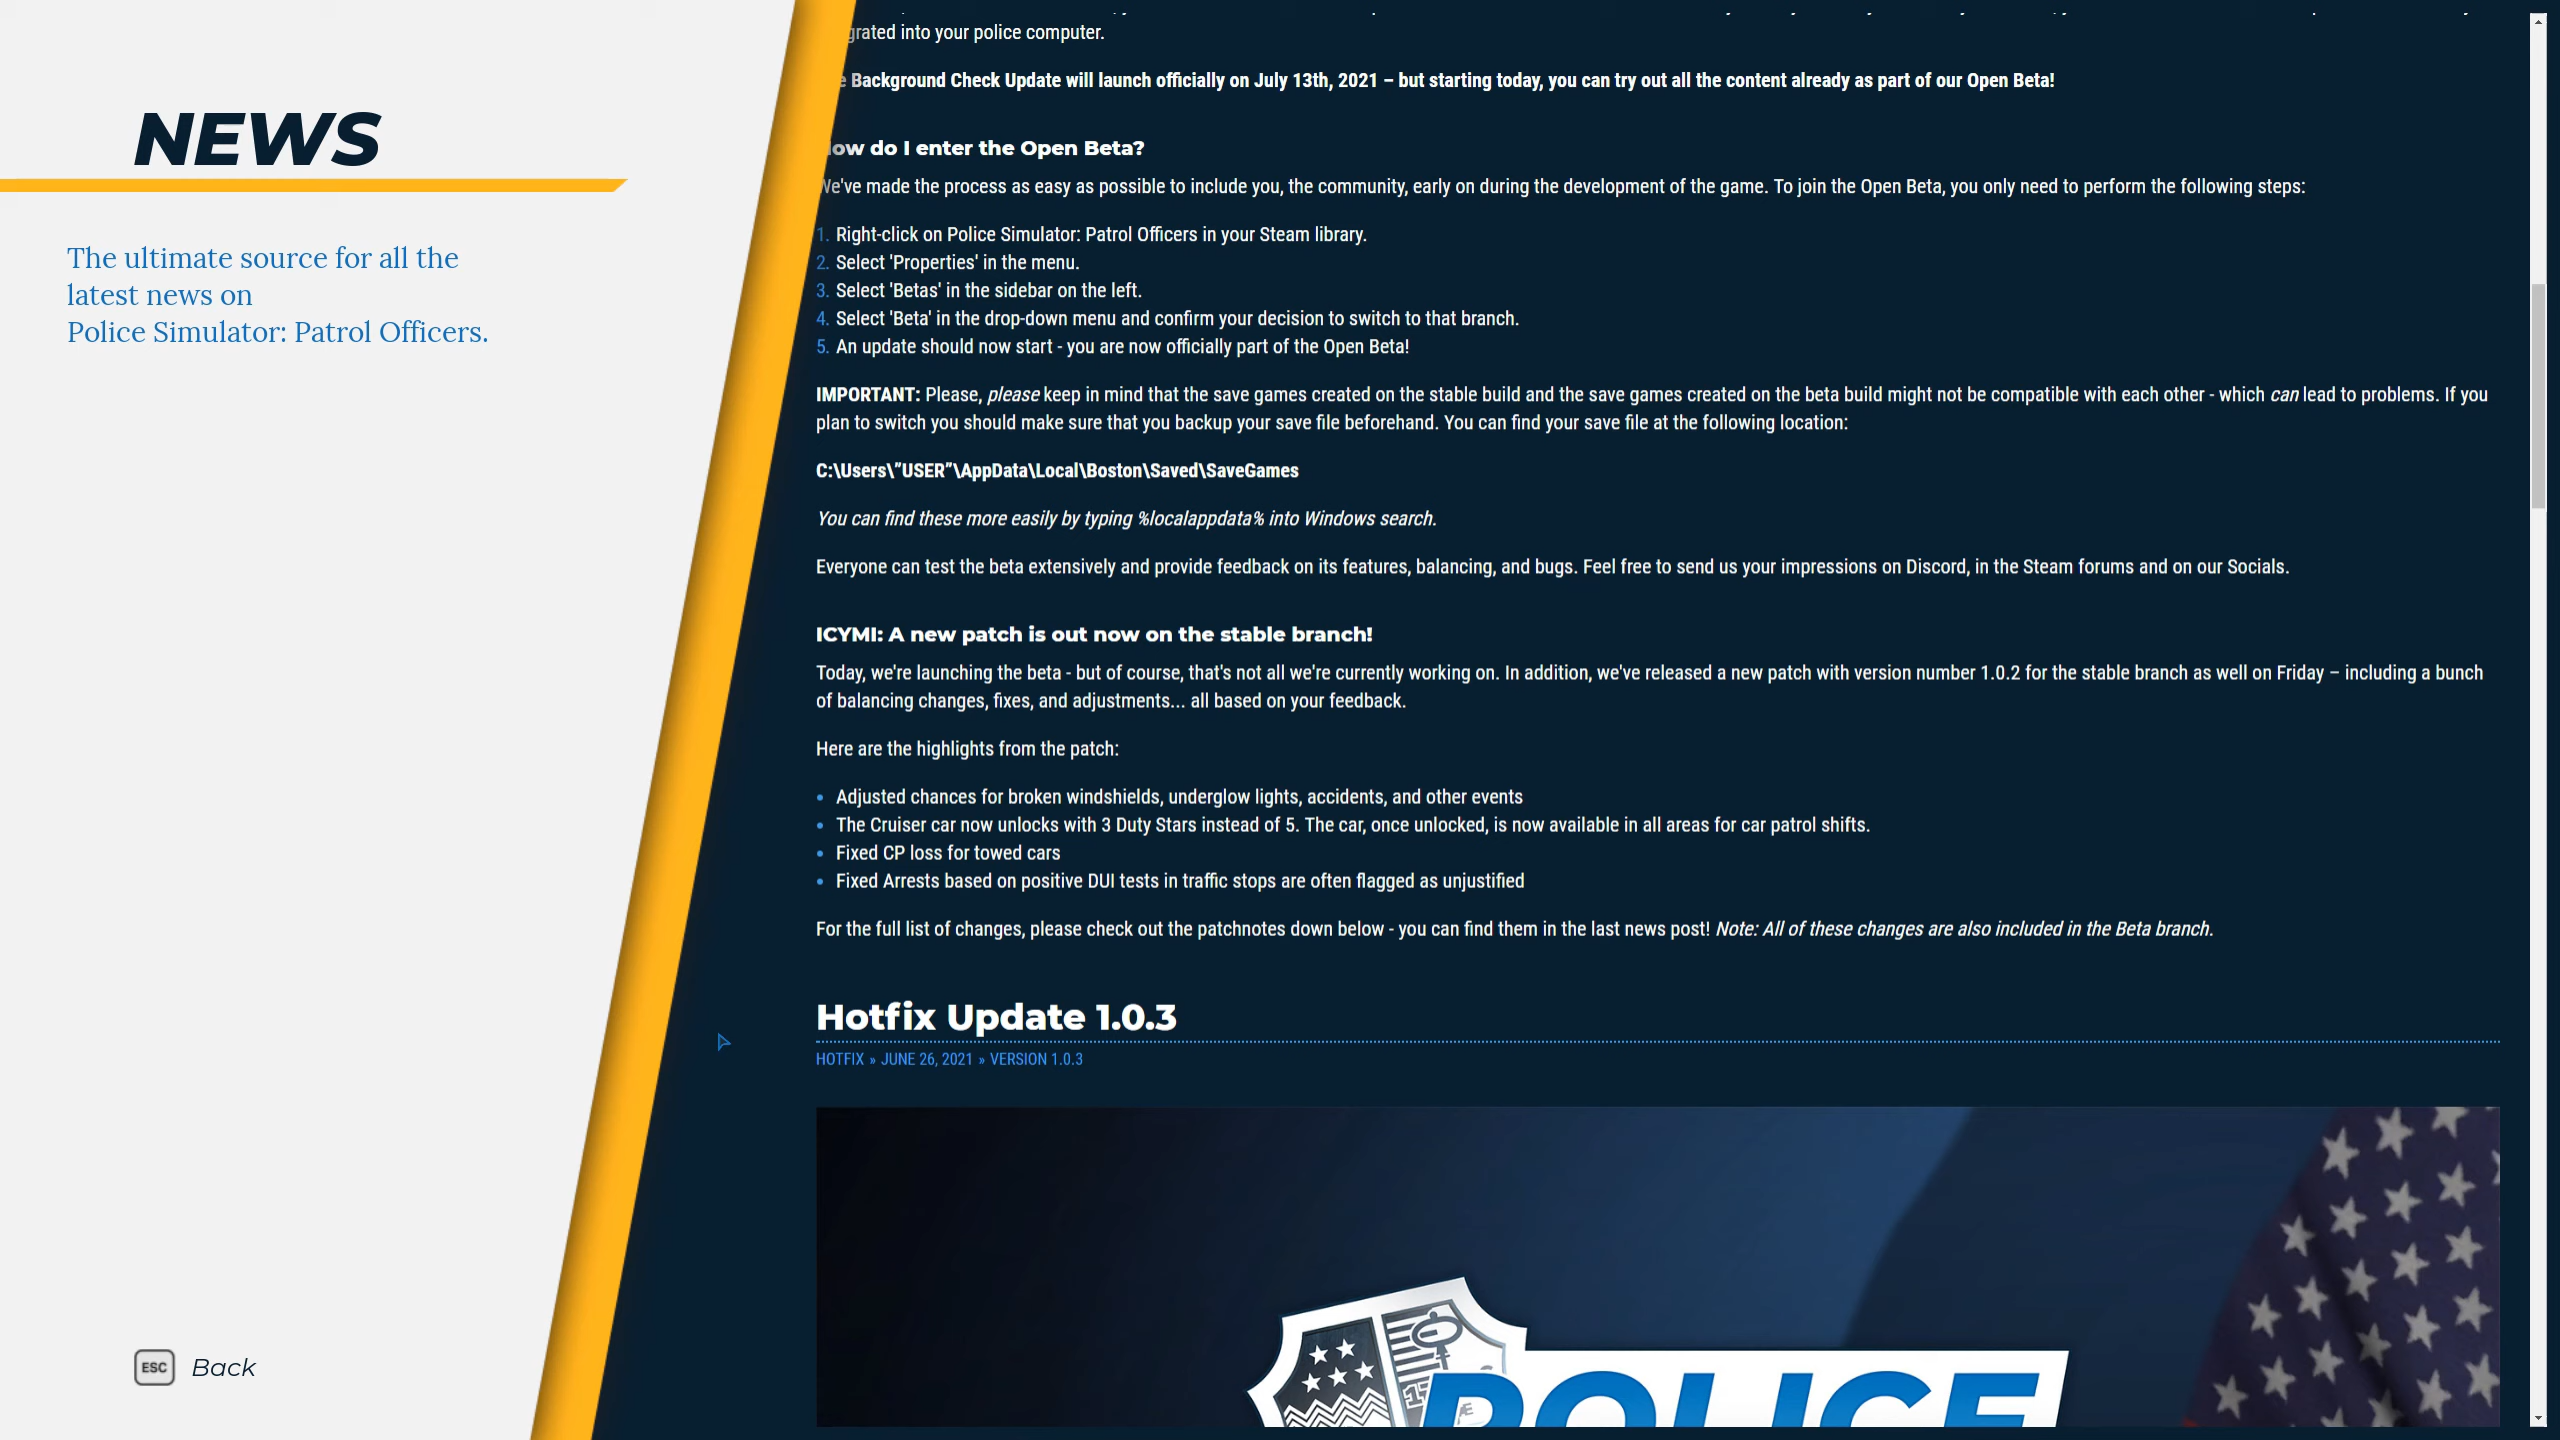 NEWS
The ultimate source for all the
latest news on
Police Simulator: Patrol Officers.
ESC Back
into your police computer.
Background Check Update will launch officially on July 13th, 2021 – but starting today, you can try out all the content already as part of our Open Beta!
How do I enter the Open Beta?
We've made the process as easy as possible to include you, the community, early on during the development of the game. To join the Open Beta, you only need to perform the following steps:
1. Right-click on Police Simulator: Patrol Officers in your Steam library.
2. Select 'Properties' in the menu.
3. Select 'Betas' in the sidebar on the left.
4. Select 'Beta' in the drop-down menu and confirm your decision to switch to that branch.
5. An update should now start - you are now officially part of the Open Beta!
IMPORTANT: Please, please keep in mind that the save games created on the stable build and the save games created on the beta build might not be compatible with each other - which can lead to problems. If you
plan to switch you should make sure that you backup your save file beforehand. You can find your save file at the following location:
C:\Users\”USER”\AppData\Local\Boston\Saved\SaveGames
You can find these more easily by typing %localappdata% into Windows search.
Everyone can test the beta extensively and provide feedback on its features, balancing, and bugs. Feel free to send us your impressions on Discord, in the Steam forums and on our Socials.
ICYMI: A new patch is out now on the stable branch!
Today, we're launching the beta - but of course, that's not all we're currently working on. In addition, we've released a new patch with version number 1.0.2 for the stable branch as well on Friday – including a bunch
of balancing changes, fixes, and adjustments... all based on your feedback.
Here are the highlights from the patch:
• Adjusted chances for broken windshields, underglow lights, accidents, and other events
• The Cruiser car now unlocks with 3 Duty Stars instead of 5. The car, once unlocked, is now available in all areas for car patrol shifts.
• Fixed CP loss for towed cars
• Fixed Arrests based on positive DUI tests in traffic stops are often flagged as unjustified
For the full list of changes, please check out the patchnotes down below - you can find them in the last news post! Note: All of these changes are also included in the Beta branch.
Hotfix Update 1.0.3
HOTFIX » JUNE 26, 2021 » VERSION 1.0.3
POLICE